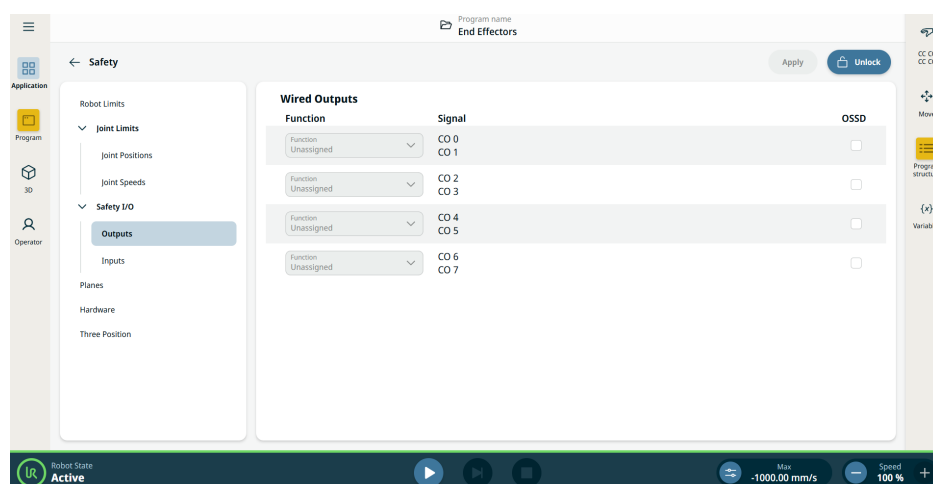 Program name
End Effectors
Safety
Apply
Unlock
Application
Program
3D
Operator
Robot Limits
Joint Limits
Joint Positions
Joint Speeds
Safety I/O
Outputs
Inputs
Planes
Hardware
Three Position
Wired Outputs
Function Signal OSSD
Function
Unassigned
CO 0
CO 1
Function
Unassigned
CO 2
CO 3
Function
Unassigned
CO 4
CO 5
Function
Unassigned
CO 6
CO 7
Move
{x}
Robot State
Active
Max
-1000.00 mm/s
Speed
100 %